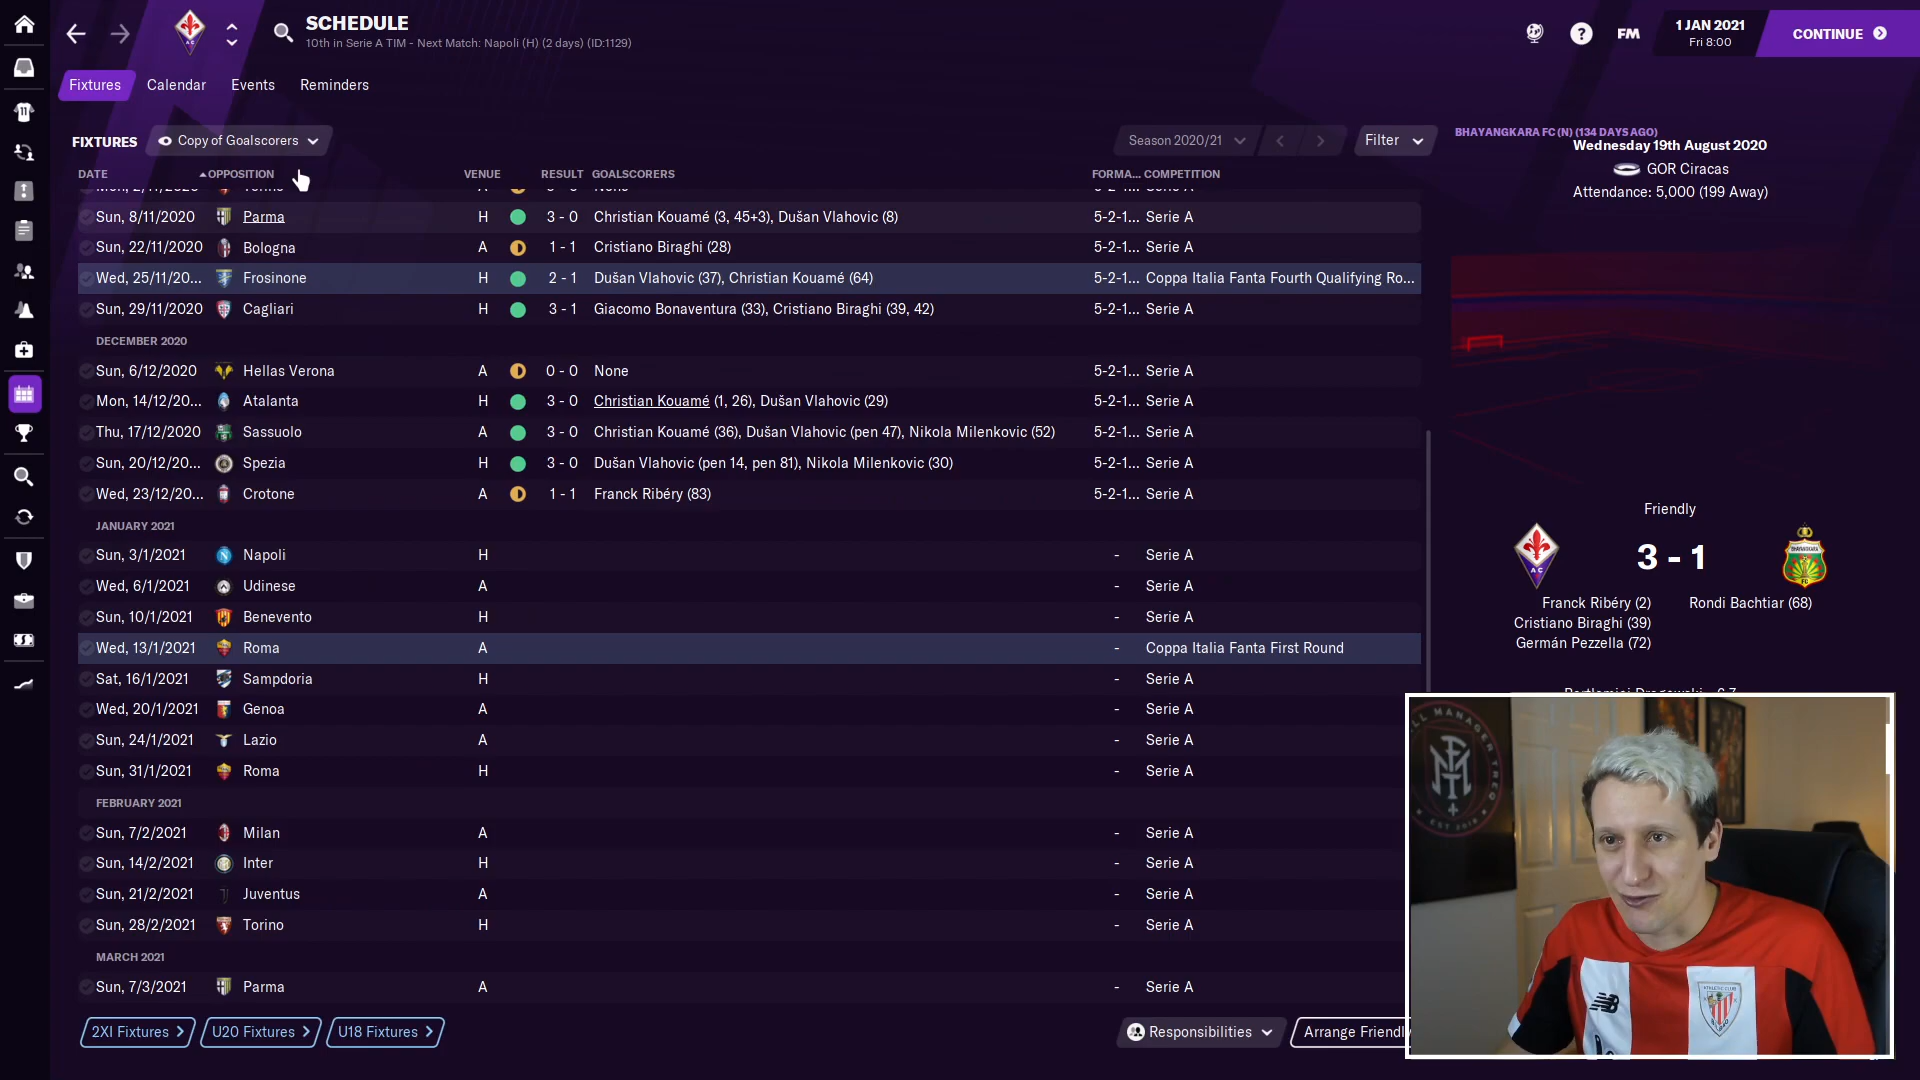 SCHEDULE
10th in Serie A TIM - Next Match: Napoli (H) (2 days) (ID:1129)
FM
1 JAN 2021
Fri 8:00
CONTINUE
Fixtures Calendar Events Reminders
FIXTURES Copy of Goalscorers Season 2020/21 Filter
DATE OPPOSITION VENUE RESULT GOALSCORERS FORMA... COMPETITION
Sun, 8/11/2020 Parma H 3 - 0 Christian Kouamé (3, 45+3), Dušan Vlahovic (8) 5-2-1... Serie A
Sun, 22/11/2020 Bologna A 1 - 1 Cristiano Biraghi (28) 5-2-1... Serie A
Wed, 25/11/20... Frosinone H 2 - 1 Dušan Vlahovic (37), Christian Kouamé (64) 5-2-1... Coppa Italia Fanta Fourth Qualifying Ro...
Sun, 29/11/2020 Cagliari H 3 - 1 Giacomo Bonaventura (33), Cristiano Biraghi (39, 42) 5-2-1... Serie A
DECEMBER 2020
Sun, 6/12/2020 Hellas Verona A 0 - 0 None 5-2-1... Serie A
Mon, 14/12/20... Atalanta H 3 - 0 Christian Kouamé (1, 26), Dušan Vlahovic (29) 5-2-1... Serie A
Thu, 17/12/2020 Sassuolo A 3 - 0 Christian Kouamé (36), Dušan Vlahovic (pen 47), Nikola Milenkovic (52) 5-2-1... Serie A
Sun, 20/12/20... Spezia H 3 - 0 Dušan Vlahovic (pen 14, pen 81), Nikola Milenkovic (30) 5-2-1... Serie A
Wed, 23/12/20... Crotone A 1 - 1 Franck Ribéry (83) 5-2-1... Serie A
JANUARY 2021
Sun, 3/1/2021 Napoli H - Serie A
Wed, 6/1/2021 Udinese A - Serie A
Sun, 10/1/2021 Benevento H - Serie A
Wed, 13/1/2021 Roma A - Coppa Italia Fanta First Round
Sat, 16/1/2021 Sampdoria H - Serie A
Wed, 20/1/2021 Genoa A - Serie A
Sun, 24/1/2021 Lazio A - Serie A
Sun, 31/1/2021 Roma H - Serie A
FEBRUARY 2021
Sun, 7/2/2021 Milan A - Serie A
Sun, 14/2/2021 Inter H - Serie A
Sun, 21/2/2021 Juventus A - Serie A
Sun, 28/2/2021 Torino H - Serie A
MARCH 2021
Sun, 7/3/2021 Parma A - Serie A
2XI Fixtures U20 Fixtures U18 Fixtures Responsibilities Arrange Friendl
BHAYANGKARA FC (N) (134 DAYS AGO)
Wednesday 19th August 2020
GOR Ciracas
Attendance: 5,000 (199 Away)
Friendly
3 - 1
Franck Ribéry (2) Rondi Bachtiar (68)
Cristiano Biraghi (39)
Germán Pezzella (72)